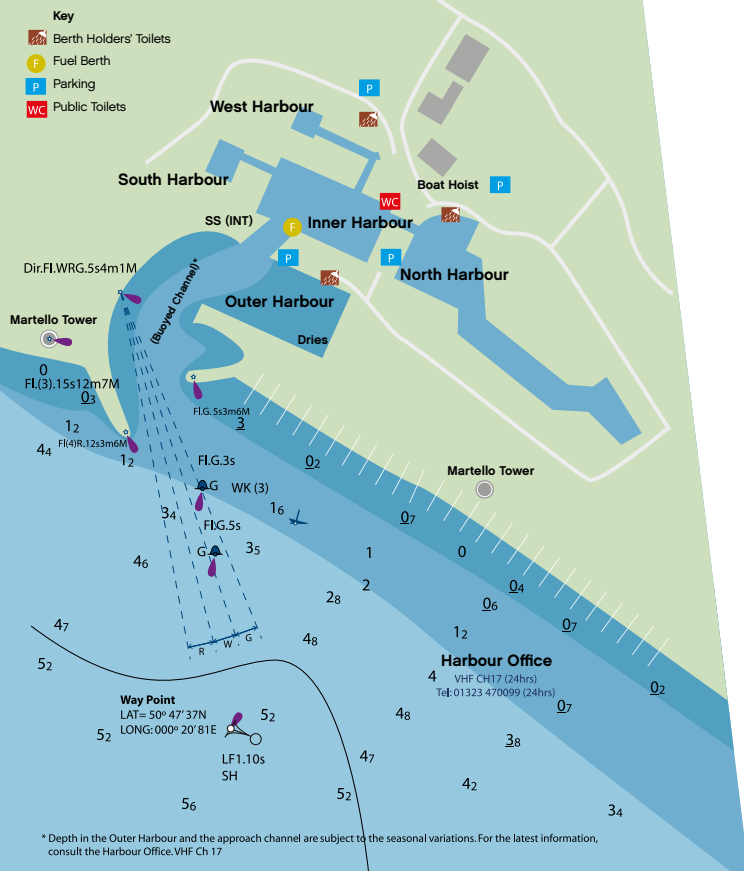 Key
Berth Holders' Toilets
F Fuel Berth
P Parking
WC Public Toilets
P
West Harbour
South Harbour
Boat Hoist
P
WC
SS (INT)
F
Inner Harbour
P
P
North Harbour
Dir.Fl.WRG.5s4m1M
(Buoyed Channel)*
Outer Harbour
Martello Tower
Dries
0
Fl.(3).15s12m7M
03
Fl.G.5s3m6M
12
3
Fl(4)R.12s3m6M
44
12
Fl.G.3s
02
Martello Tower
G
WK (3)
16
34
07
Fl.G.5s
G
35
1
0
46
2
04
28
06
07
47
12
48
R W G
52
Harbour Office
4
VHF CH17 (24hrs)
Tel: 01323 470099 (24hrs)
02
Way Point
LAT= 50º 47' 37N
LONG: 000º 20' 81E
07
52
48
52
38
LF1.10s
SH
47
42
52
56
34
* Depth in the Outer Harbour and the approach channel are subject to the seasonal variations. For the latest information,
consult the Harbour Office. VHF Ch 17